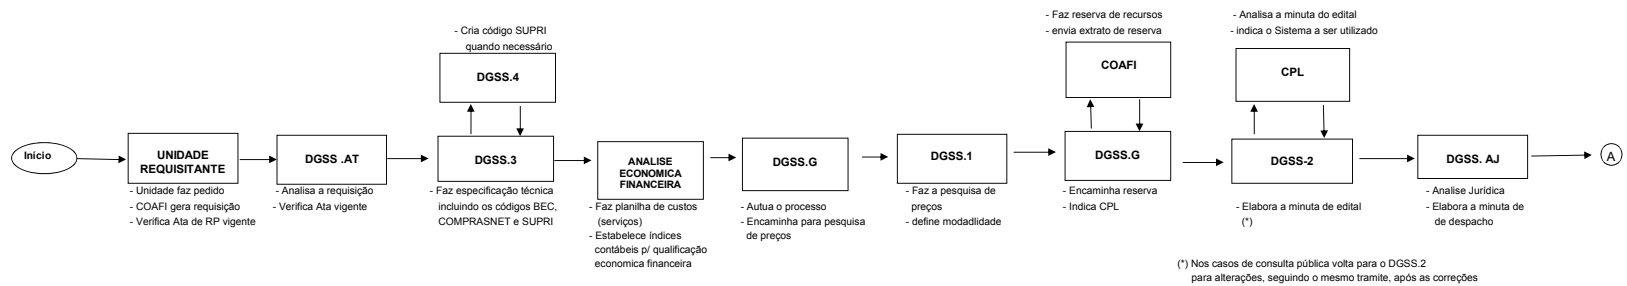 - Cria código SUPRI
quando necessário
- Faz reserva de recursos
- envia extrato de reserva
- Analisa a minuta do edital
- indica o Sistema a ser utilizado
DGSS.4
COAFI
CPL
Início
UNIDADE
REQUISITANTE
- Unidade faz pedido
- COAFI gera requisição
- Verifica Ata de RP vigente
DGSS .AT
- Analisa a requisição
- Verifica Ata vigente
DGSS.3
- Faz especificação técnica
incluindo os códigos BEC,
COMPRASNET e SUPRI
ANALISE
ECONOMICA
FINANCEIRA
- Faz planilha de custos
(serviços)
- Estabelece índices
contábeis p/ qualificação
economica financeira
DGSS.G
- Autua o processo
- Encaminha para pesquisa
de preços
DGSS.1
- Faz a pesquisa de
preços
- define modadlidade
DGSS.G
- Encaminha reserva
- Indica CPL
DGSS-2
- Elabora a minuta de edital
(*)
DGSS. AJ
- Analise Jurídica
- Elabora a minuta de
de despacho
A
(*) Nos casos de consulta pública volta para o DGSS.2
para alterações, seguindo o mesmo tramite, após as correções